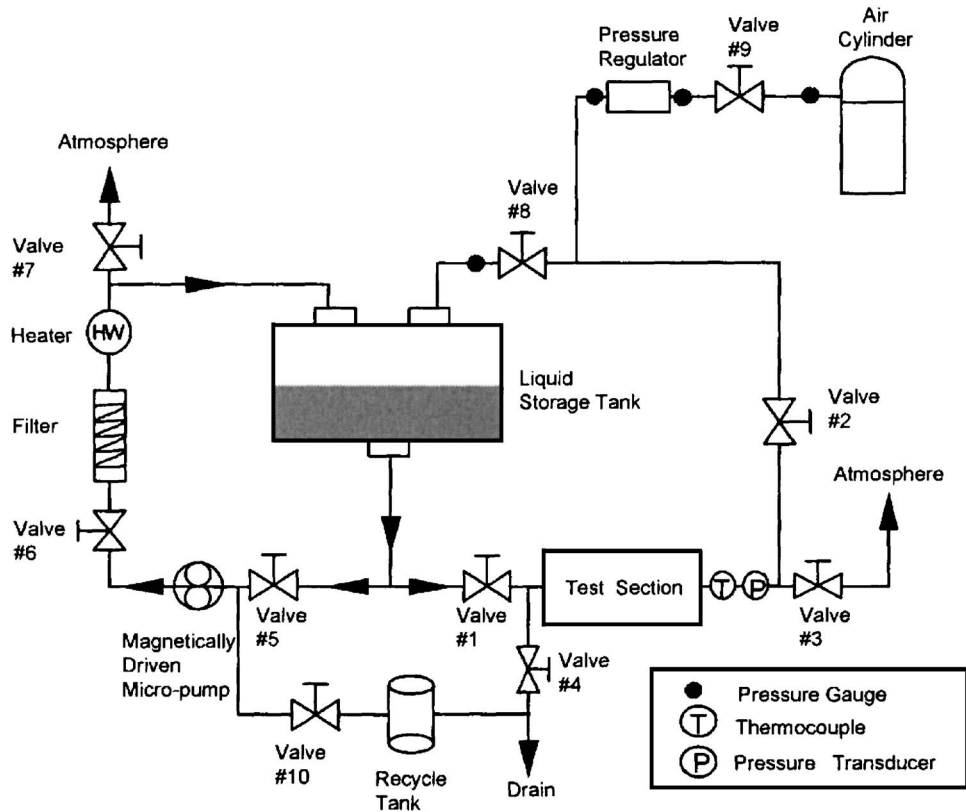 Air
Cylinder
Valve
#9
Pressure
Regulator
Atmosphere
Valve
#8
Valve
#7
Heater
HW
Liquid
Storage Tank
Valve
#2
Filter
Atmosphere
Valve
#6
Test Section
T
P
Valve
#5
Valve
#1
Valve
#3
Magnetically
Driven
Micro-pump
Valve
#4
Valve
#10
Recycle
Tank
Drain
Pressure Gauge
T
Thermocouple
P
Pressure Transducer